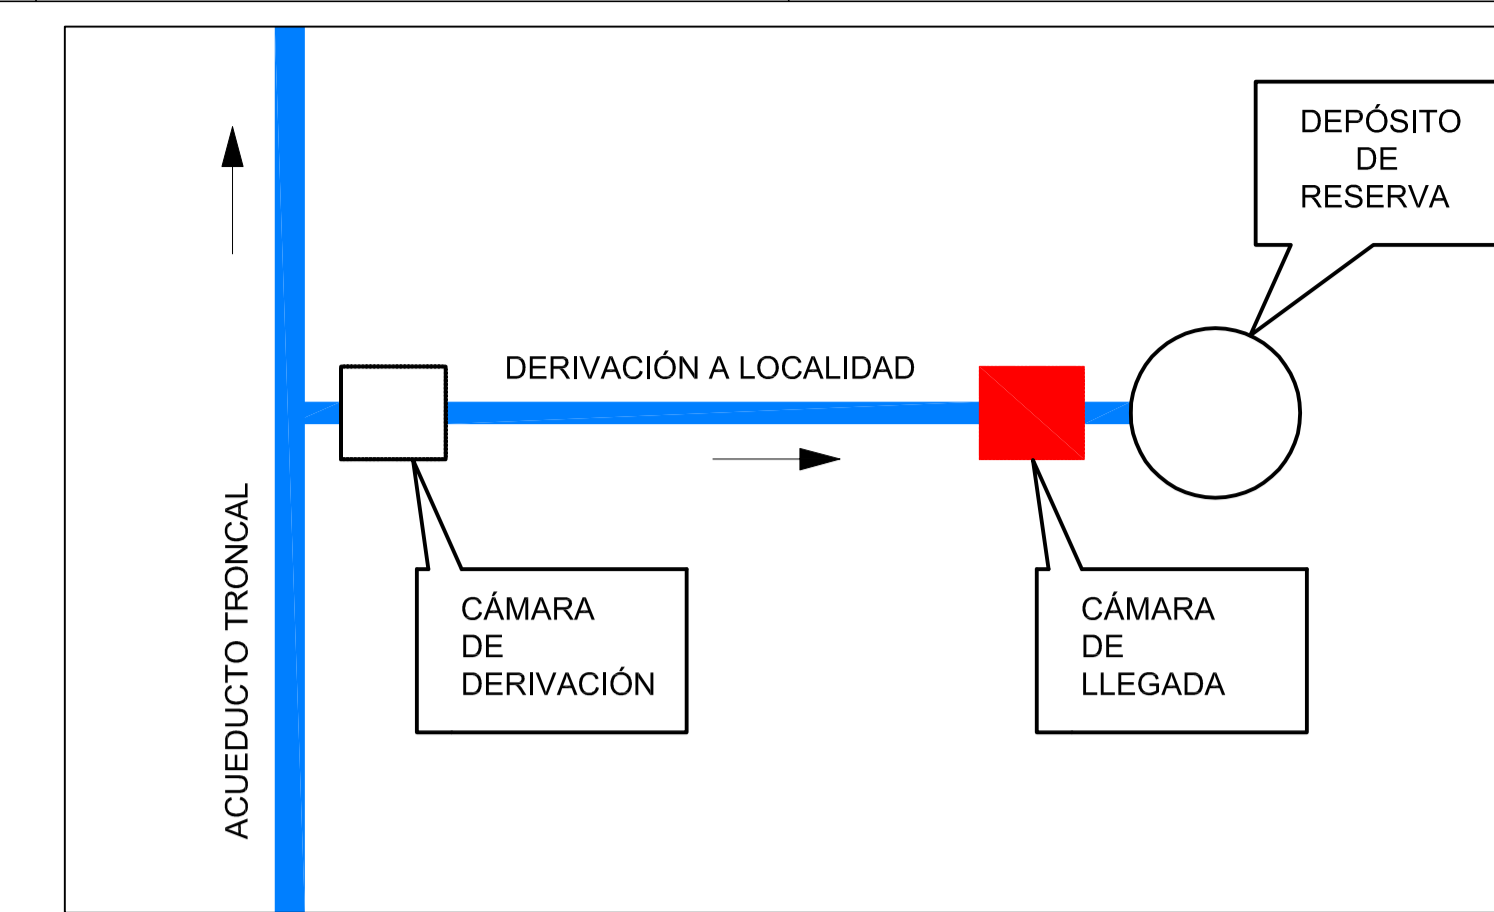 DEPÓSITO
DE
RESERVA
DERIVACIÓN A LOCALIDAD
ACUEDUCTO TRONCAL
CÁMARA
DE
DERIVACIÓN
CÁMARA
DE
LLEGADA